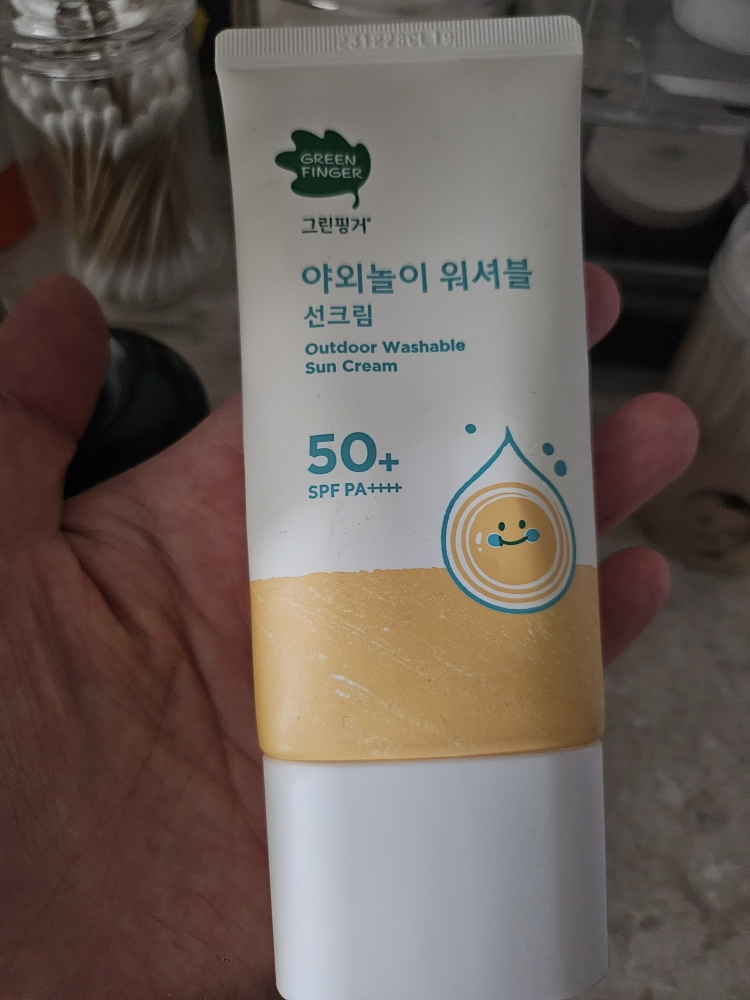 GREEN
FINGER
그린핑거
야외놀이 워셔블
선크림
Outdoor Washable
Sun Cream
50+
SPF PA++++